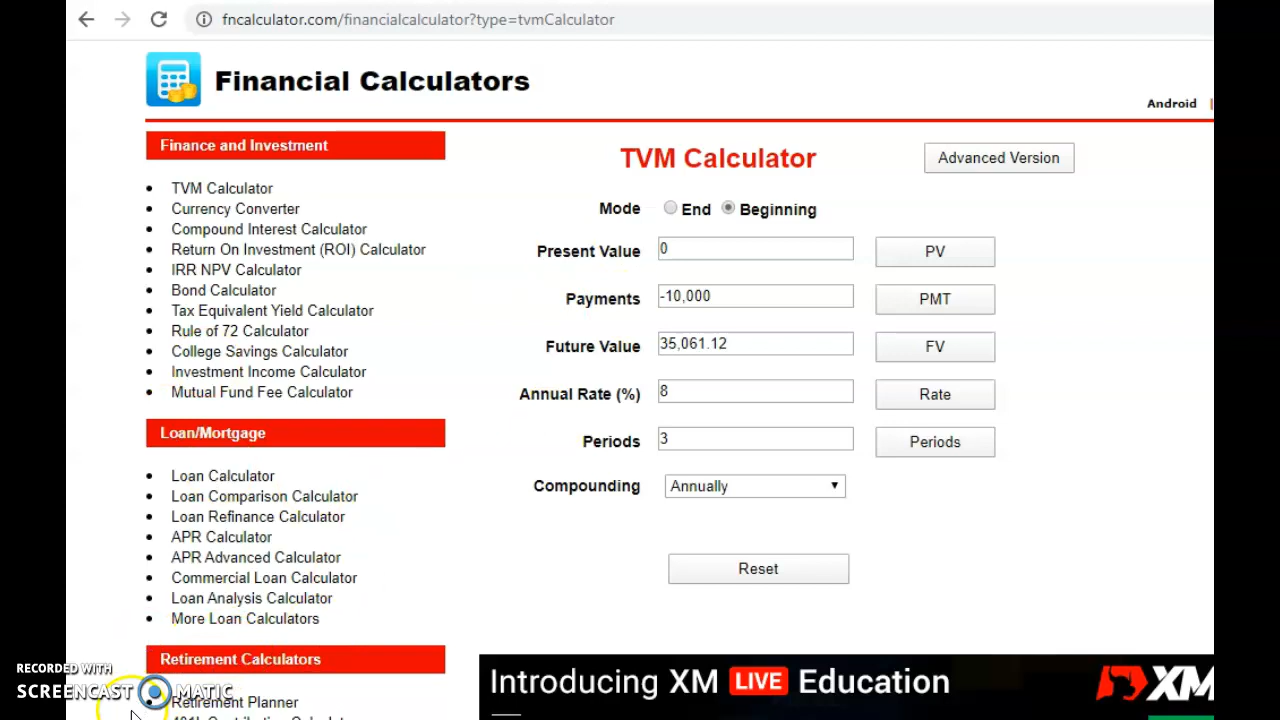 fncalculator.com/financialcalculator?type=tvmCalculator
Financial Calculators
Android
Finance and Investment
TVM Calculator
Currency Converter
Compound Interest Calculator
Return On Investment (ROI) Calculator
IRR NPV Calculator
Bond Calculator
Tax Equivalent Yield Calculator
Rule of 72 Calculator
College Savings Calculator
Investment Income Calculator
Mutual Fund Fee Calculator
Loan/Mortgage
Loan Calculator
Loan Comparison Calculator
Loan Refinance Calculator
APR Calculator
APR Advanced Calculator
Commercial Loan Calculator
Loan Analysis Calculator
More Loan Calculators
Retirement Calculators
Retirement Planner
TVM Calculator
Advanced Version
Mode End Beginning
Present Value 0 PV
Payments -10,000 PMT
Future Value 35,061.12 FV
Annual Rate (%) 8 Rate
Periods 3 Periods
Compounding Annually
Reset
Introducing XM LIVE Education
XM
RECORDED WITH
SCREENCAST MATIC